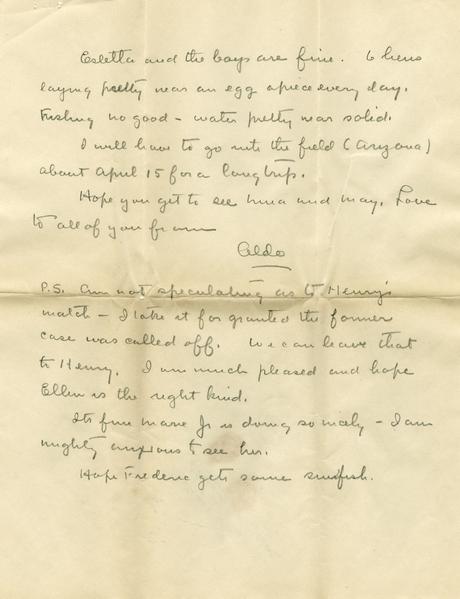 Estella and the boys are fine. 6 hens
laying pretty near an egg apiece every day.
Fishing no good – water pretty near solid.
I will have to go into the field (Arizona)
about April 15 for a long trip.
Hope you get to see and May. Love
to all of you from
Aldo
P.S. Am not speculating as to Henry's
match – I take it for granted the former
case was called off. We can leave that
to Henry. I am much pleased and hope
Ellen is the right kind.
Its fine Marie Jr is doing so nicely – I am
mighty anxious to see her.
Hope Frederic gets some sunfish.